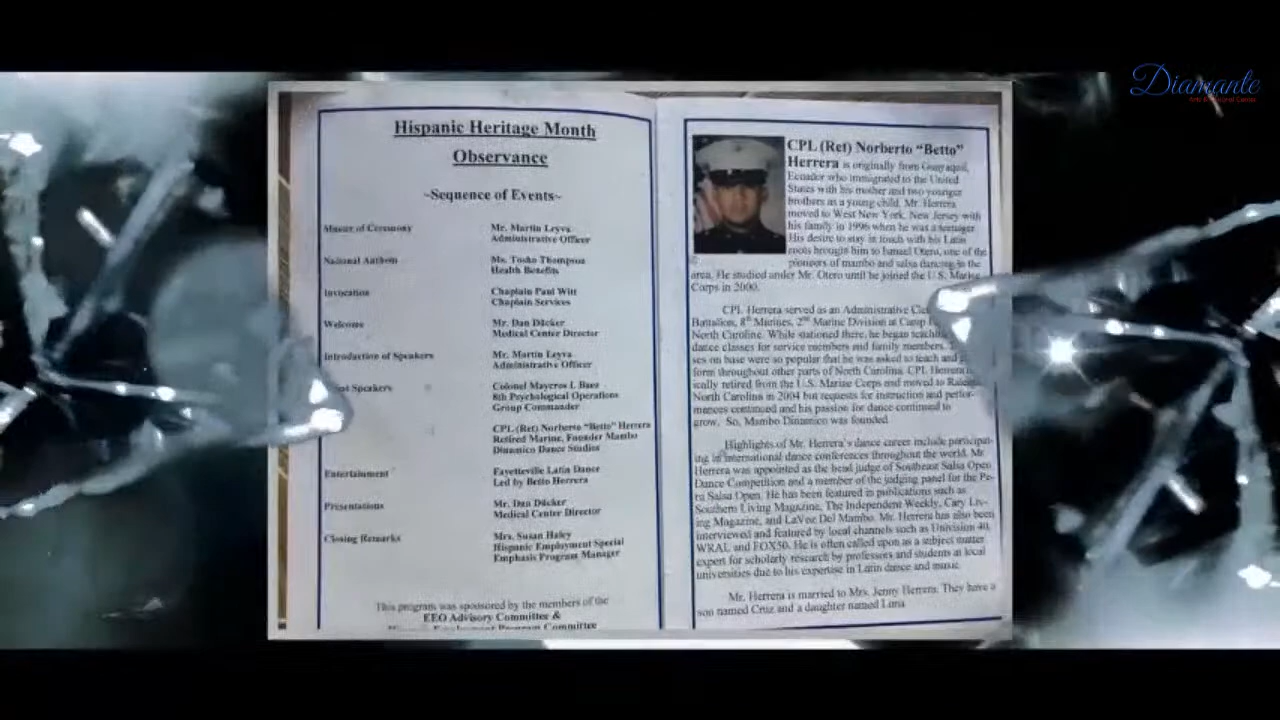 Diamante
Arts & Cultural Center
Hispanic Heritage Month
Observance
~Sequence of Events~
Master of Ceremony
Mr. Martin Leyva
Administrative Officer
National Anthem
Ms. Tosha Thompson
Health Benefits
Invocation
Chaplain Paul Witt
Chaplain Services
Welcome
Mr. Dan Dücker
Medical Center Director
Introduction of Speakers
Mr. Martin Leyva
Administrative Officer
Speakers
Colonel Mayeros I. Baez
8th Psychological Operations
Group Commander
CPL (Ret) Norberto “Betto” Herrera
Retired Marine, Founder Mambo
Dinamico Dance Studios
Entertainment
Fayetteville Latin Dance
Led by Betto Herrera
Presentations
Mr. Dan Dücker
Medical Center Director
Closing Remarks
Mrs. Susan Haley
Hispanic Employment Special
Emphasis Program Manager
This program was sponsored by the members of the
EEO Advisory Committee &
Employment Program Committee
CPL (Ret) Norberto “Betto”
Herrera is originally from Guayaquil,
Ecuador who immigrated to the United
States with his mother and two younger
brothers as a young child. Mr. Herrera
moved to West New York, New Jersey with
his family in 1996 when he was a teenager.
His desire to stay in touch with his Latin
roots brought him to Ismael Otero, one of the
pioneers of mambo and salsa dancing in the
area. He studied under Mr. Otero until he joined the U.S. Marine
Corps in 2000.
CPL Herrera served as an Administrative
Battalion, 8th Marines, 2nd Marine Division at Camp
North Caroline. While stationed there, he began
dance classes for service members and family members.
ses on base were so popular that he was asked to teach and
form throughout other parts of North Carolina. CPL Herrera
ically retired from the U.S. Marine Corps and moved to Raleigh,
North Carolina in 2004 but requests for instruction and perfor-
mances continued and his passion for dance continued to
grow. So, Mambo Dinamico was founded.
Highlights of Mr. Herrera's dance career include participat-
ing in international dance conferences throughout the world. Mr.
Herrera was appointed as the head judge of Southeast Salsa Open
Dance Competition and a member of the judging panel for the Pe-
ru Salsa Open. He has been featured in publications such as
Southern Living Magazine, The Independent Weekly, Cary Liv-
ing Magazine, and LaVoz Del Mambo. Mr. Herrera has also been
interviewed and featured by local channels such as Univision 40,
WRAL and FOX50. He is often called upon as a subject matter
expert for scholarly research by professors and students at local
universities due to his expertise in Latin dance and music.
Mr. Herrera is married to Mrs. Jenny Herrera. They have a
son named Cruz and a daughter named Luna.